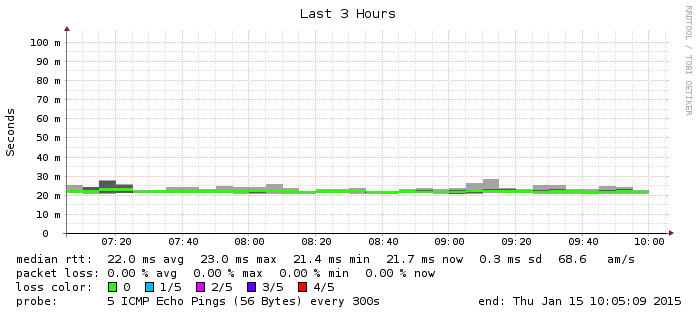 Last 3 Hours
RRDTOOL / TOBI OETIKER
Seconds
100 m
90 m
80 m
70 m
60 m
50 m
40 m
30 m
20 m
10 m
0
07:20 07:40 08:00 08:20 08:40 09:00 09:20 09:40 10:00
median rtt: 22.0 ms avg 23.0 ms max 21.4 ms min 21.7 ms now 0.3 ms sd 68.6 am/s
packet loss: 0.00 % avg 0.00 % max 0.00 % min 0.00 % now
loss color: 0 1/5 2/5 3/5 4/5
probe: 5 ICMP Echo Pings (56 Bytes) every 300s end: Thu Jan 15 10:05:09 2015